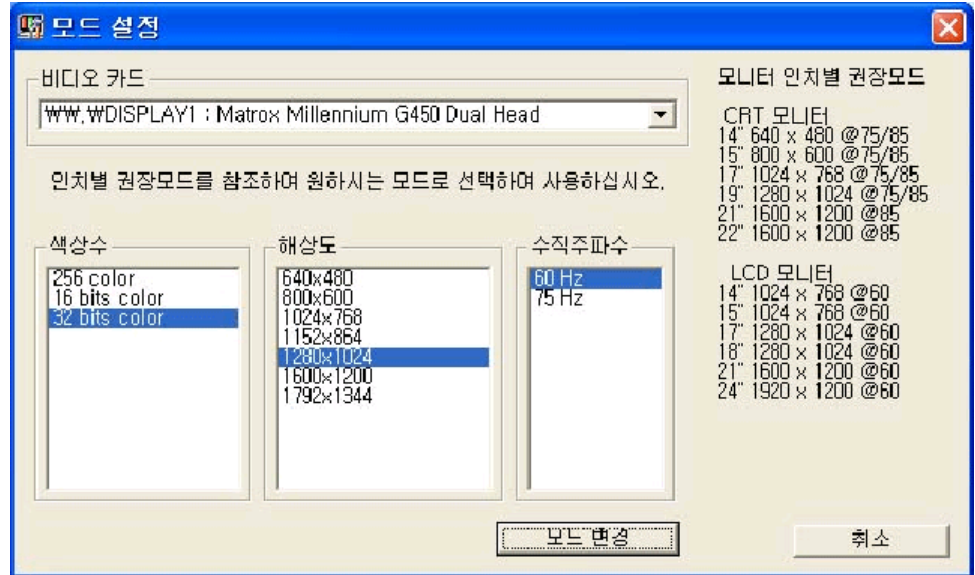 모드 설정
비디오 카드
₩₩.₩DISPLAY1 : Matrox Millennium G450 Dual Head
인치별 권장모드를 참조하여 원하시는 모드로 선택하여 사용하십시오.
색상수
256 color
16 bits color
32 bits color
해상도
640x480
800x600
1024x768
1152x864
1280x1024
1600x1200
1792x1344
수직주파수
60 Hz
75 Hz
모니터 인치별 권장모드
CRT 모니터
14" 640 x 480 @75/85
15" 800 x 600 @75/85
17" 1024 x 768 @75/85
19" 1280 x 1024 @75/85
21" 1600 x 1200 @85
22" 1600 x 1200 @85
LCD 모니터
14" 1024 x 768 @60
15" 1024 x 768 @60
17" 1280 x 1024 @60
18" 1280 x 1024 @60
21" 1600 x 1200 @60
24" 1920 x 1200 @60
모드 변경
취소